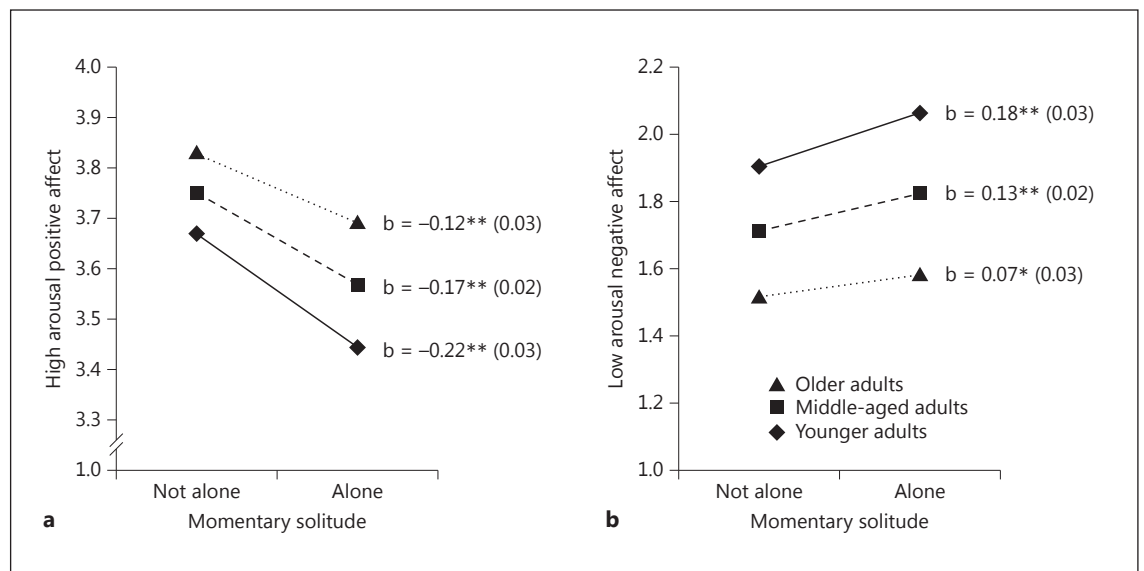 4.0
3.9
3.8
3.7
3.6
3.5
3.4
3.3
1.0
High arousal positive affect
b = –0.12** (0.03)
b = –0.17** (0.02)
b = –0.22** (0.03)
Not alone Alone
Momentary solitude
a
2.2
2.0
1.8
1.6
1.4
1.2
1.0
Low arousal negative affect
b = 0.18** (0.03)
b = 0.13** (0.02)
b = 0.07* (0.03)
Older adults
Middle-aged adults
Younger adults
Not alone Alone
Momentary solitude
b